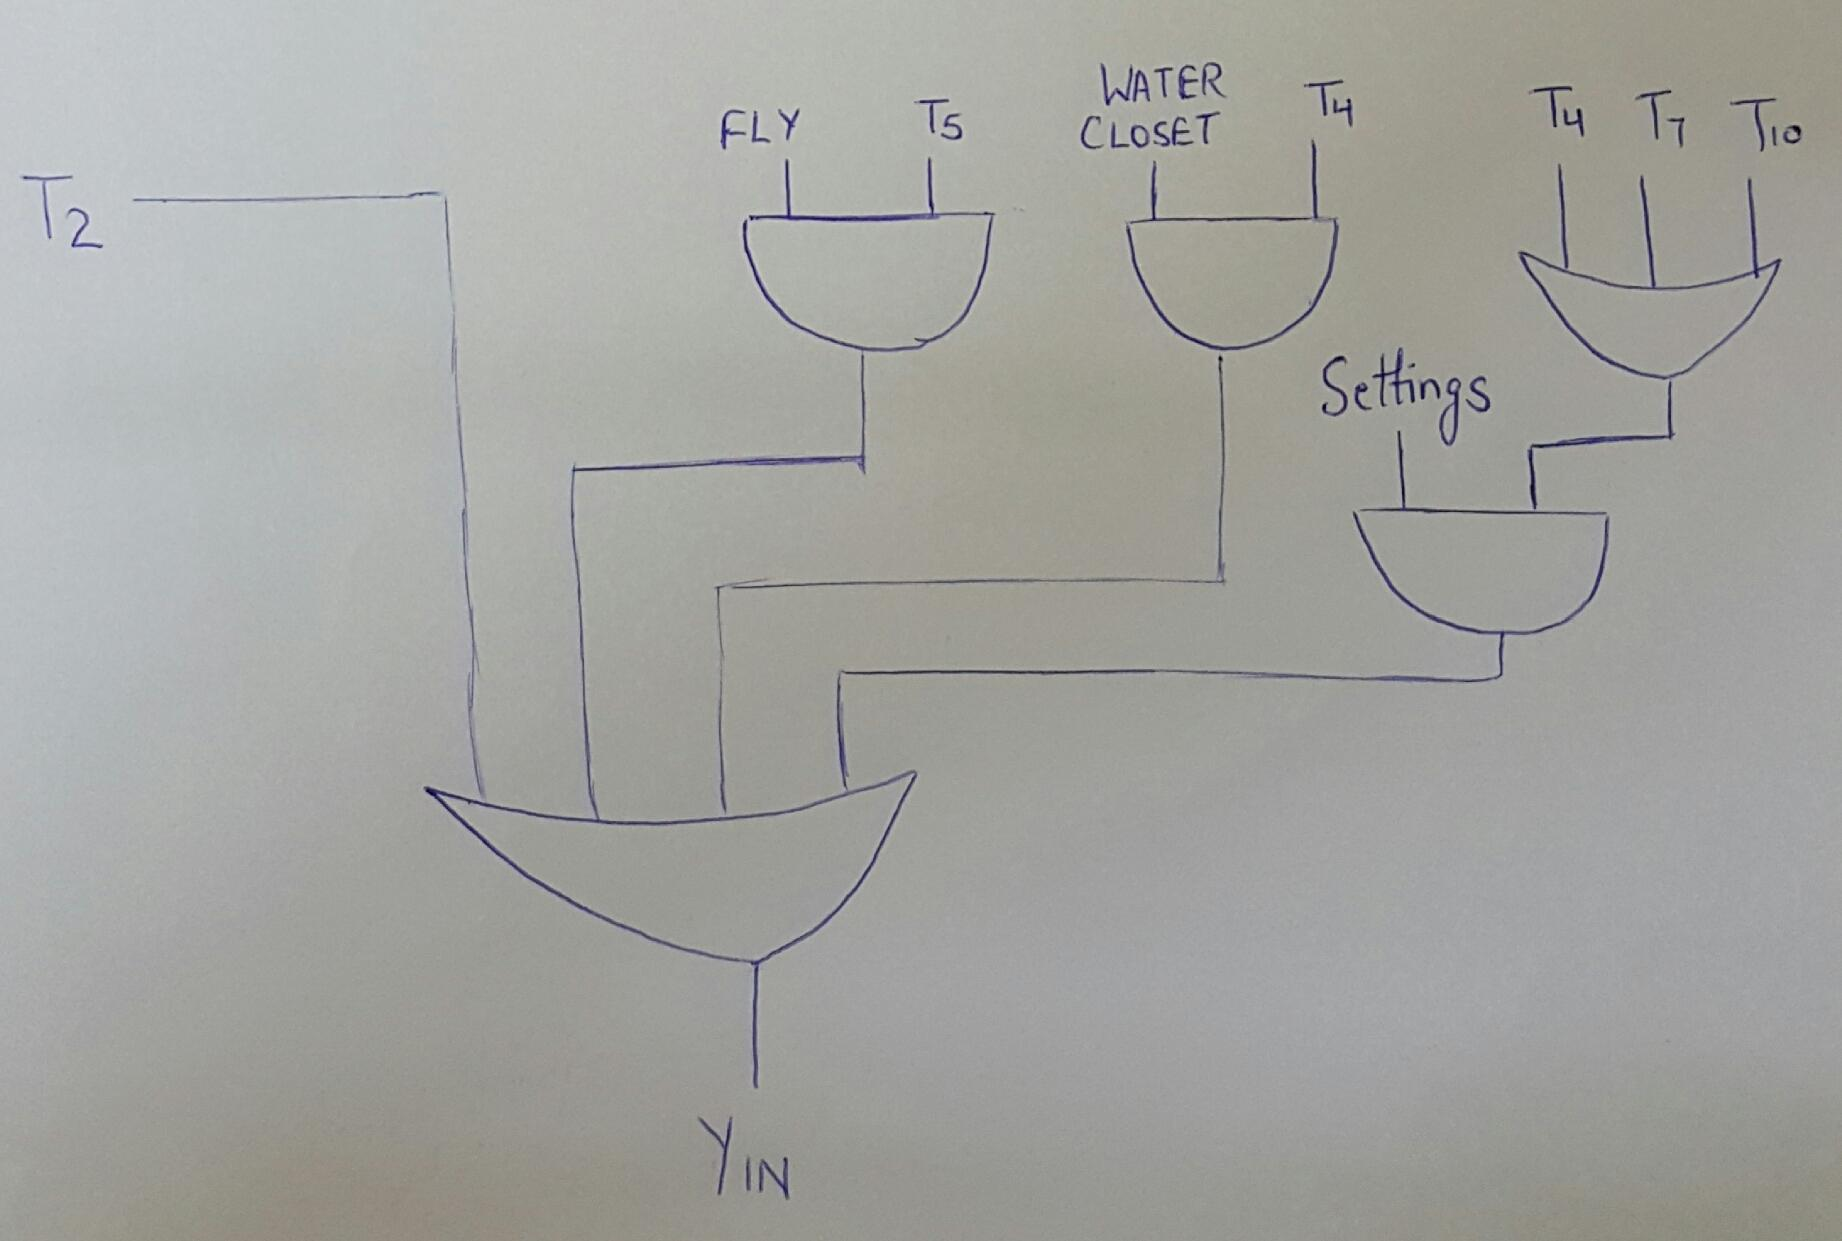 T2
FLY
T5
WATER
CLOSET
T4
T4
T7
T10
Settings
YIN